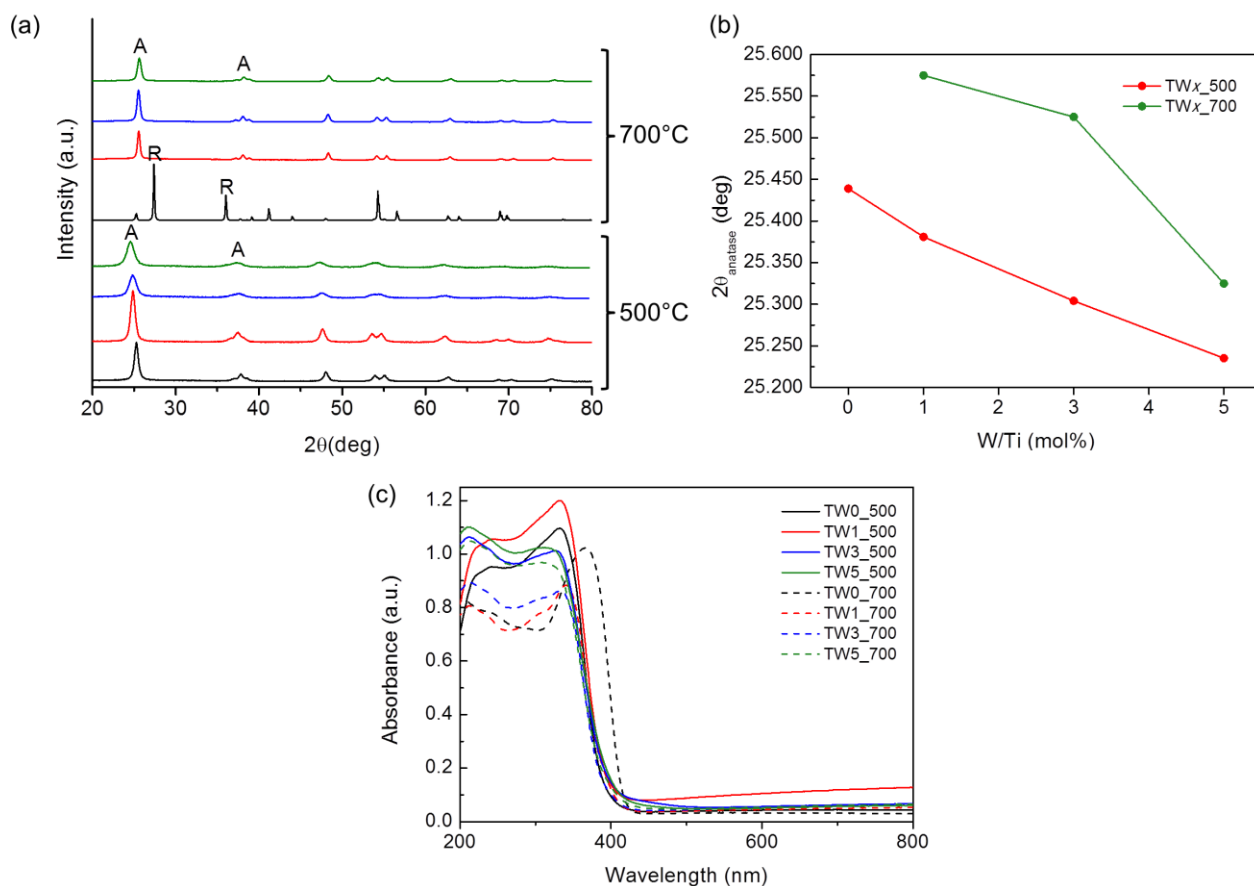 (a)
A
A
700°C
R
R
A
A
500°C
Intensity (a.u.)
20 30 40 50 60 70 80
2θ(deg)
(b)
25.600
25.550
25.500
25.450
25.400
25.350
25.300
25.250
25.200
2θanatase (deg)
TWx_500
TWx_700
0 1 2 3 4 5
W/Ti (mol%)
(c)
1.2
1.0
0.8
0.6
0.4
0.2
0.0
Absorbance (a.u.)
TW0_500
TW1_500
TW3_500
TW5_500
TW0_700
TW1_700
TW3_700
TW5_700
200 400 600 800
Wavelength (nm)